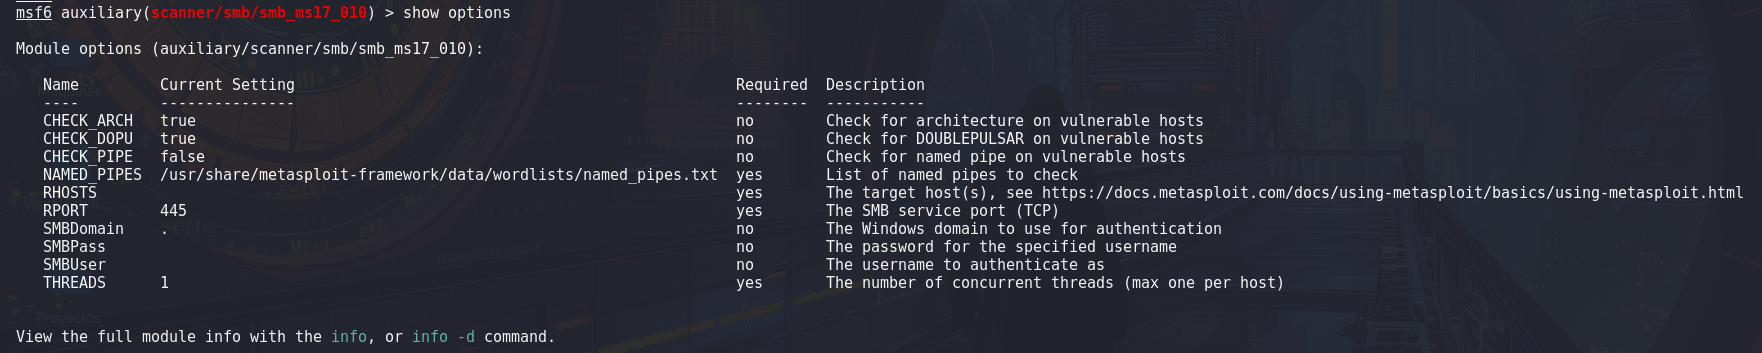 msf6 auxiliary(scanner/smb/smb_ms17_010) > show options
Module options (auxiliary/scanner/smb/smb_ms17_010):
Name Current Setting Required Description
---- --------------- -------- -----------
CHECK_ARCH true no Check for architecture on vulnerable hosts
CHECK_DOPU true no Check for DOUBLEPULSAR on vulnerable hosts
CHECK_PIPE false no Check for named pipe on vulnerable hosts
NAMED_PIPES /usr/share/metasploit-framework/data/wordlists/named_pipes.txt yes List of named pipes to check
RHOSTS yes The target host(s), see https://docs.metasploit.com/docs/using-metasploit/basics/using-metasploit.html
RPORT 445 yes The SMB service port (TCP)
SMBDomain . no The Windows domain to use for authentication
SMBPass no The password for the specified username
SMBUser no The username to authenticate as
THREADS 1 yes The number of concurrent threads (max one per host)
Proyectos
View the full module info with the info, or info -d command.